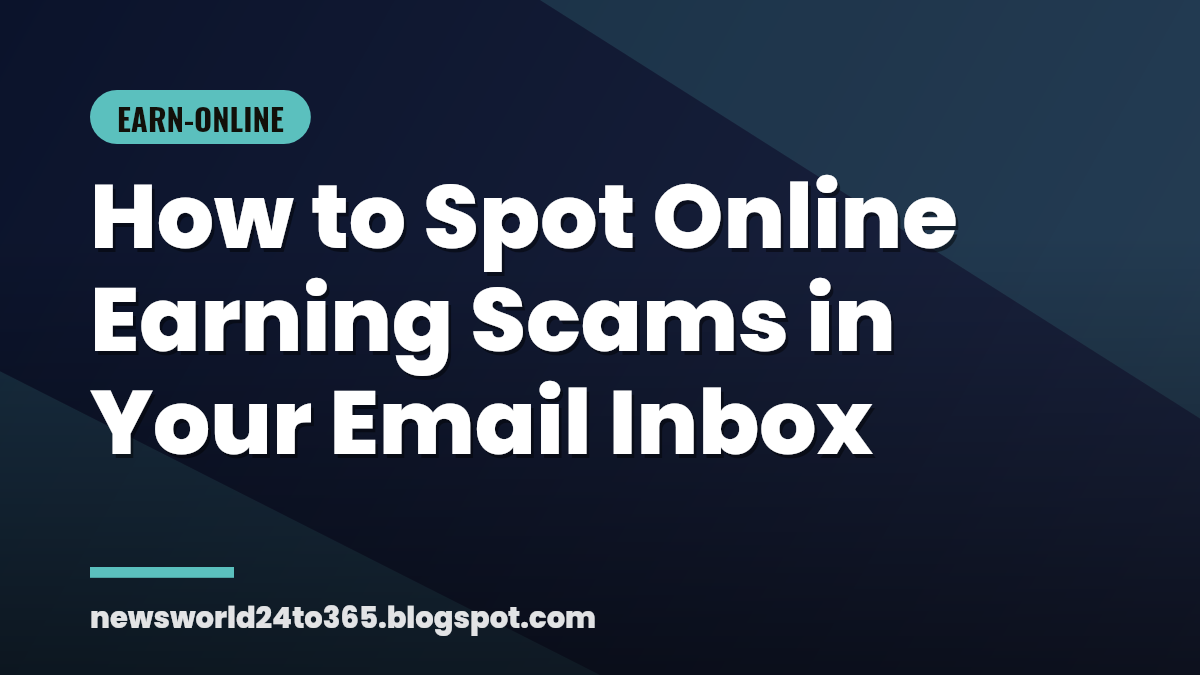 EARN-ONLINE
How to Spot Online
Earning Scams in
Your Email Inbox
newsworld24to365.blogspot.com